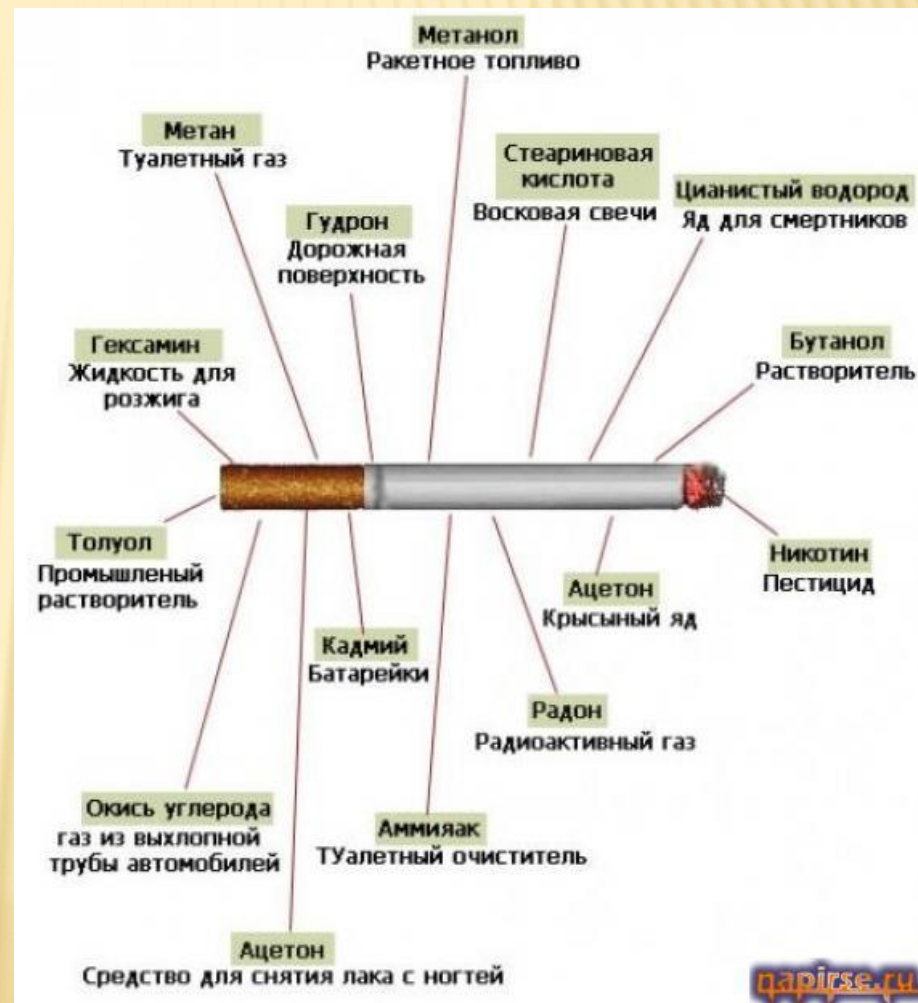 Метанол
Ракетное топливо
Метан
Туалетный газ
Стеариновая
кислота
Восковая свечи
Цианистый водород
Яд для смертников
Гудрон
Дорожная
поверхность
Гексамин
Жидкость для
розжига
Бутанол
Растворитель
Толуол
Промышленый
растворитель
Никотин
Пестицид
Ацетон
Крысыный яд
Кадмий
Батарейки
Радон
Радиоактивный газ
Окись углерода
газ из выхлопной
трубы автомобилей
Аммияак
ТУалетный очиститель
Ацетон
Средство для снятия лака с ногтей
napirse.ru